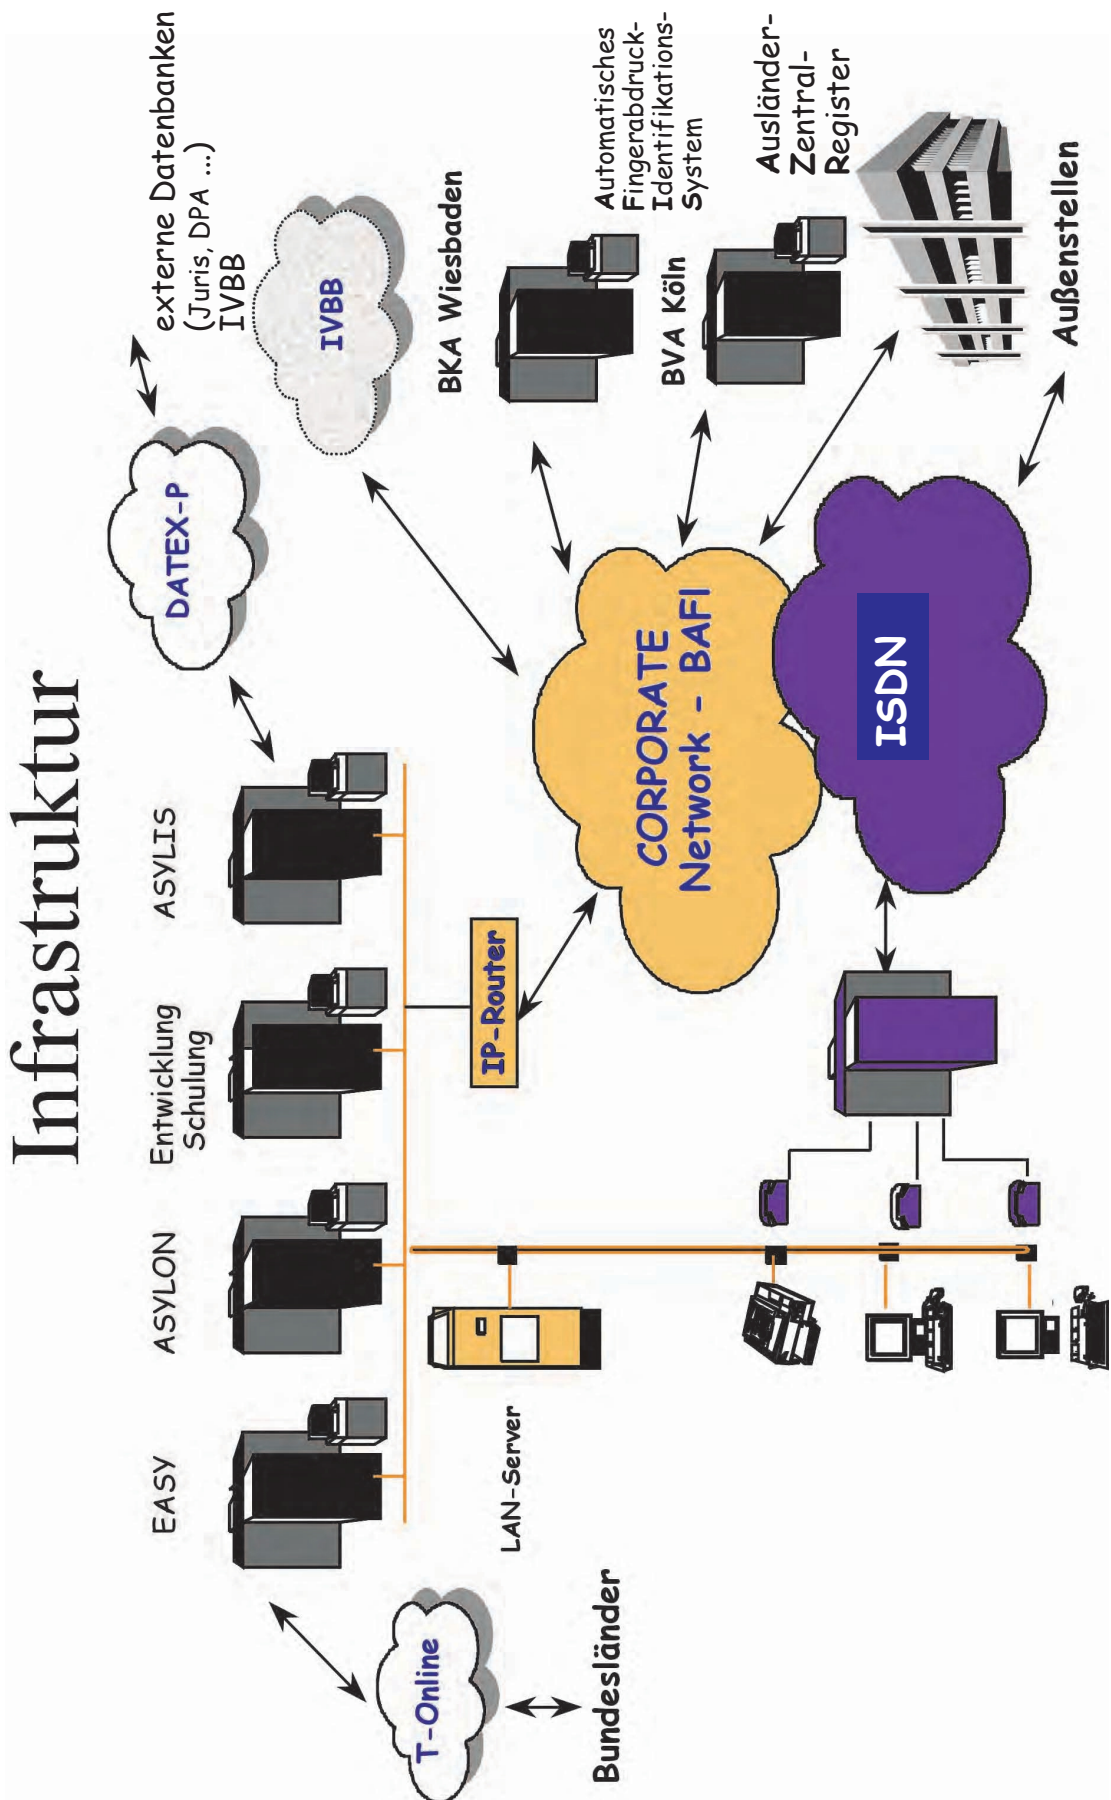 Infrastruktur
EASY
ASYLON
Entwicklung
Schulung
ASYLIS
DATEX-P
externe Datenbanken
(Juris, DPA ...)
IVBB
IVBB
T-Online
Bundesländer
LAN-Server
IP-Router
CORPORATE
Network - BAFl
ISDN
BKA Wiesbaden
Automatisches
Fingerabdruck-
Identifikations-
System
BVA Köln
Ausländer-
Zentral-
Register
Außenstellen